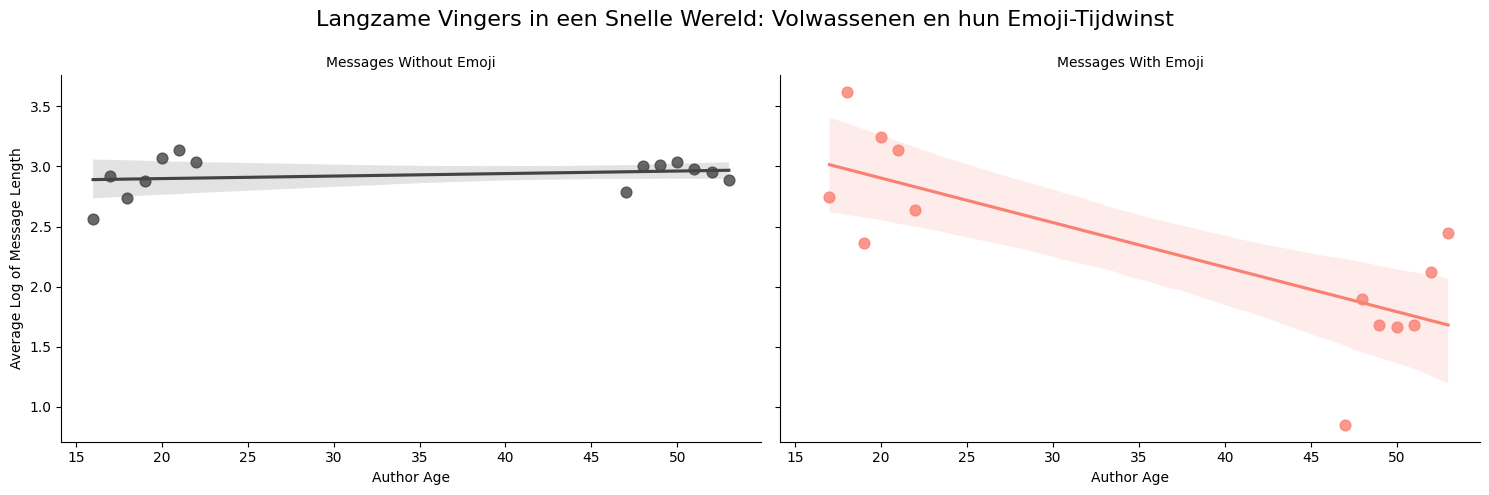 Langzame Vingers in een Snelle Wereld: Volwassenen en hun Emoji-Tijdwinst
Messages Without Emoji
Messages With Emoji
Average Log of Message Length
3.5
3.0
2.5
2.0
1.5
1.0
15 20 25 30 35 40 45 50
15 20 25 30 35 40 45 50
Author Age
Author Age